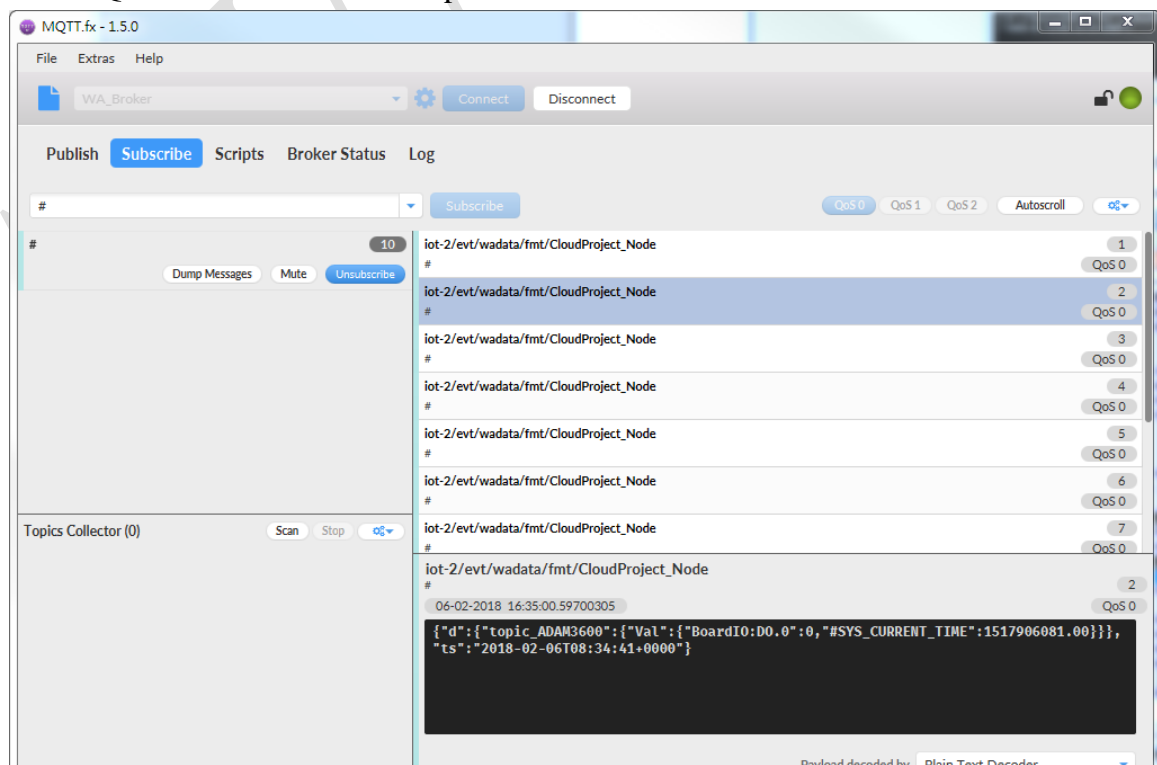 MQTT.fx - 1.5.0
File Extras Help
WA_Broker Connect Disconnect
Publish Subscribe Scripts Broker Status Log
# Subscribe QoS 0 QoS 1 QoS 2 Autoscroll
# 10
Dump Messages Mute Unsubscribe
iot-2/evt/wadata/fmt/CloudProject_Node 1
# QoS 0
iot-2/evt/wadata/fmt/CloudProject_Node 2
# QoS 0
iot-2/evt/wadata/fmt/CloudProject_Node 3
# QoS 0
iot-2/evt/wadata/fmt/CloudProject_Node 4
# QoS 0
iot-2/evt/wadata/fmt/CloudProject_Node 5
# QoS 0
iot-2/evt/wadata/fmt/CloudProject_Node 6
# QoS 0
iot-2/evt/wadata/fmt/CloudProject_Node 7
# QoS 0
Topics Collector (0) Scan Stop
iot-2/evt/wadata/fmt/CloudProject_Node
# 2
06-02-2018 16:35:00.59700305 QoS 0
{"d":{"topic_ADAM3600":{"Val":{"BoardIO:DO.0":0,"#SYS_CURRENT_TIME":1517906081.00}}},
"ts":"2018-02-06T08:34:41+0000"}
Payload decoded by Plain Text Decoder